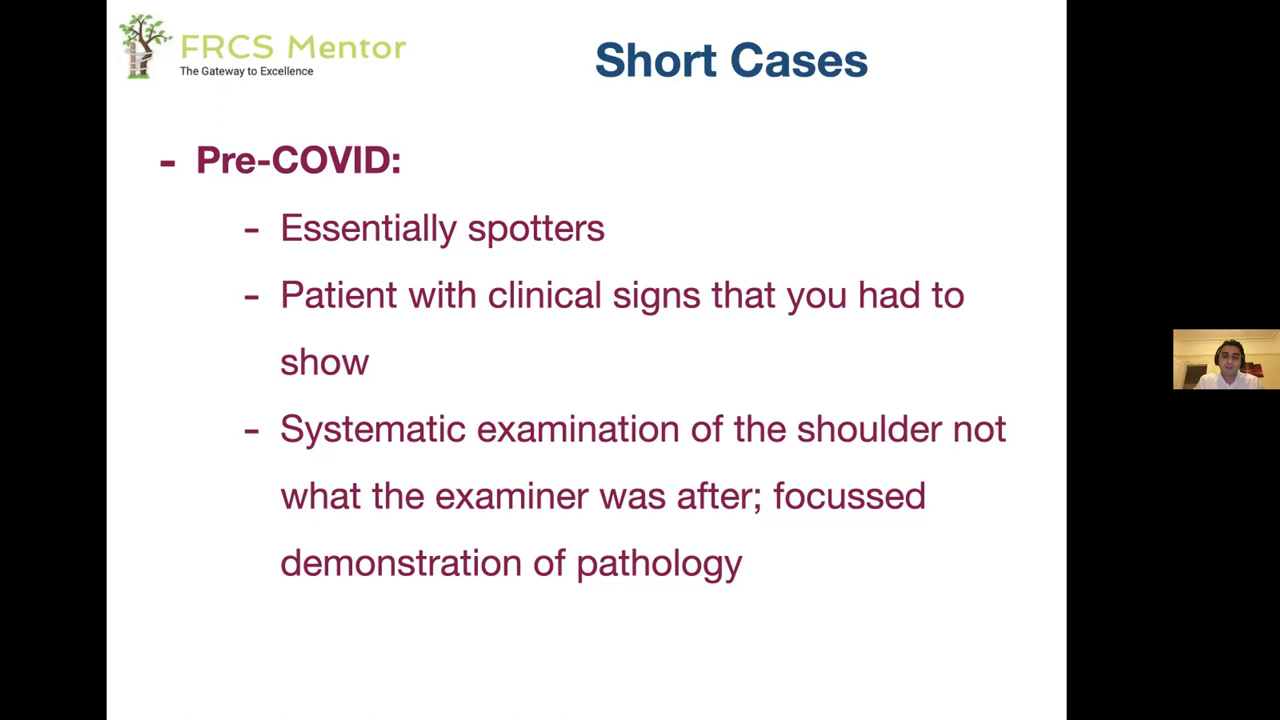 FRCS Mentor
The Gateway to Excellence
Short Cases
- Pre-COVID:
- Essentially spotters
- Patient with clinical signs that you had to
show
- Systematic examination of the shoulder not
what the examiner was after; focussed
demonstration of pathology